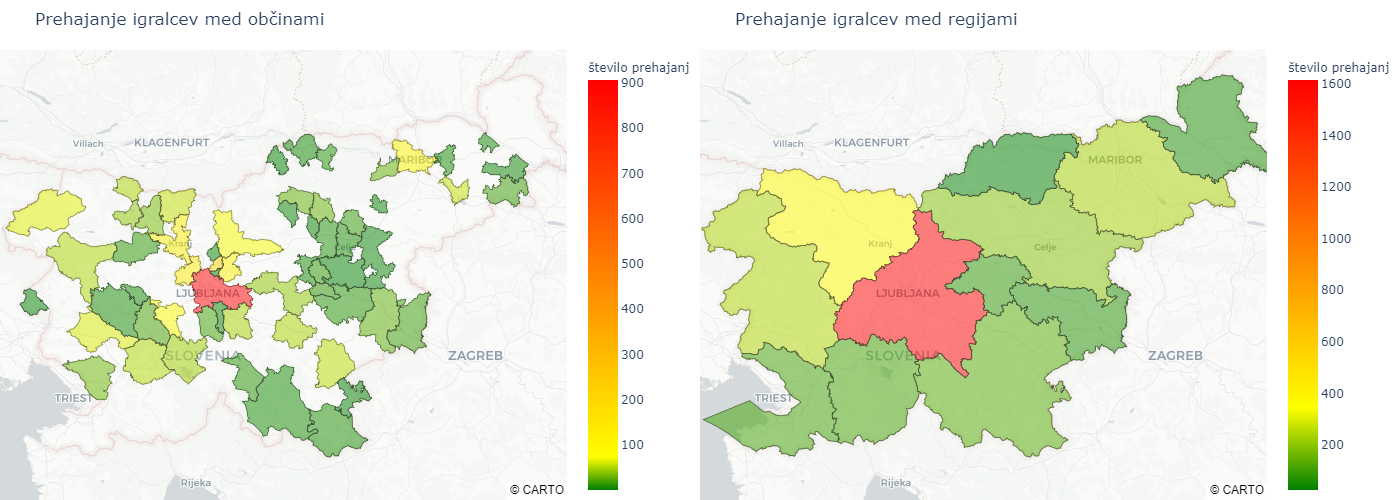 Prehajanje igralcev med občinami
število prehajanj
900
800
700
600
500
400
300
200
100
Villach
KLAGENFURT
MARIBOR
Kranj
Celje
LJUBLJANA
SLOVENIA
ZAGREB
TRIEST
Rijeka
© CARTO
Prehajanje igralcev med regijami
število prehajanj
1600
1400
1200
1000
800
600
400
200
Villach
KLAGENFURT
MARIBOR
Kranj
Celje
LJUBLJANA
SLOVENIA
ZAGREB
TRIEST
Rijeka
© CARTO